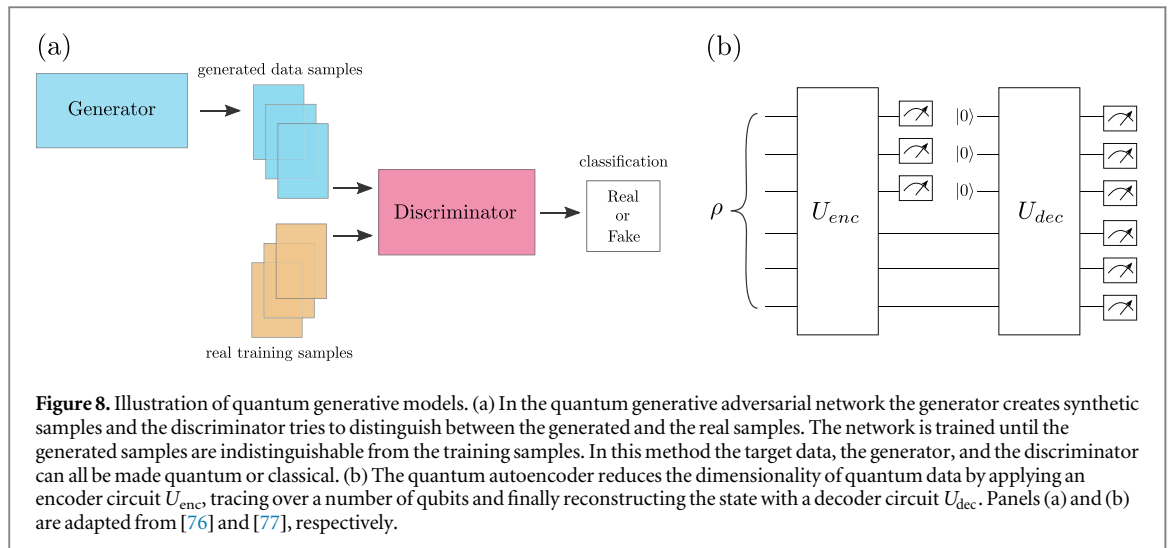 (a)
generated data samples
Generator
Discriminator
classification
Real
or
Fake
real training samples
(b)
ρ
U_enc
|0⟩
|0⟩
|0⟩
U_dec
Figure 8. Illustration of quantum generative models. (a) In the quantum generative adversarial network the generator creates synthetic
samples and the discriminator tries to distinguish between the generated and the real samples. The network is trained until the
generated samples are indistinguishable from the training samples. In this method the target data, the generator, and the discriminator
can all be made quantum or classical. (b) The quantum autoencoder reduces the dimensionality of quantum data by applying an
encoder circuit U_enc, tracing over a number of qubits and finally reconstructing the state with a decoder circuit U_dec. Panels (a) and (b)
are adapted from [76] and [77], respectively.